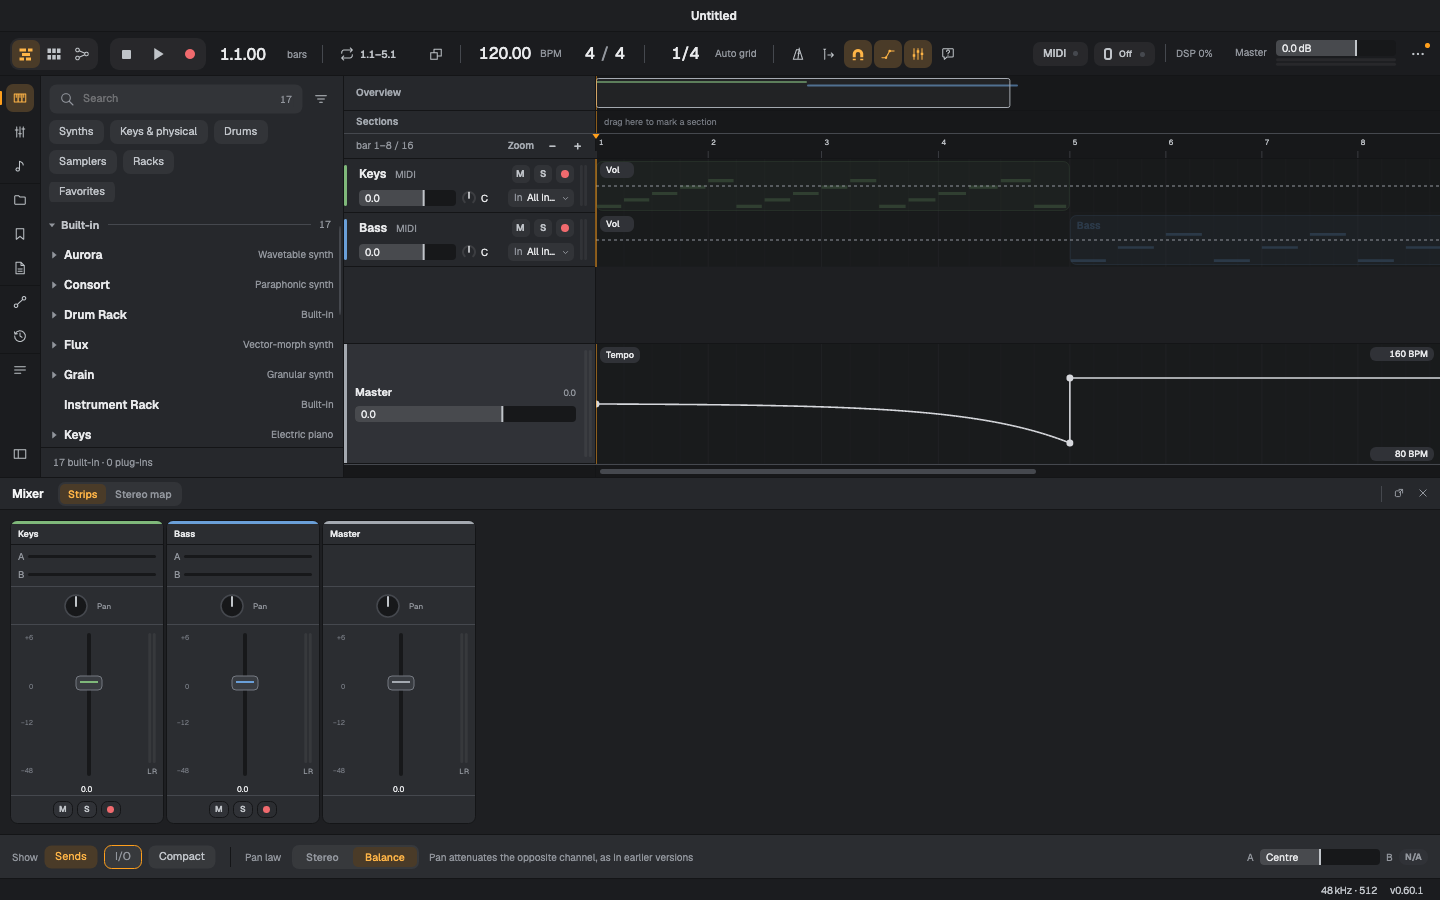 Untitled
1.1.00 bars 1.1–5.1 120.00 BPM 4 / 4 1/4 Auto grid MIDI Off DSP 0% Master 0.0 dB
Search 17
Synths Keys & physical Drums
Samplers Racks
Favorites
Built-in 17
Aurora Wavetable synth
Consort Paraphonic synth
Drum Rack Built-in
Flux Vector-morph synth
Grain Granular synth
Instrument Rack Built-in
Keys Electric piano
17 built-in · 0 plug-ins
Overview
Sections drag here to mark a section
bar 1–8 / 16 Zoom − + 1 2 3 4 5 6 7 8
Keys MIDI M S Vol
0.0 C In All In...
Bass MIDI M S Vol Bass
0.0 C In All In...
Tempo 160 BPM
Master 0.0
0.0
80 BPM
Mixer Strips Stereo map
Keys Bass Master
A A
B B
Pan Pan Pan
+6 +6 +6
0 0 0
−12 −12 −12
−48 LR −48 LR −48 LR
0.0 0.0 0.0
M S M S
Show Sends I/O Compact Pan law Stereo Balance Pan attenuates the opposite channel, as in earlier versions A Centre B N/A
48 kHz · 512 v0.60.1